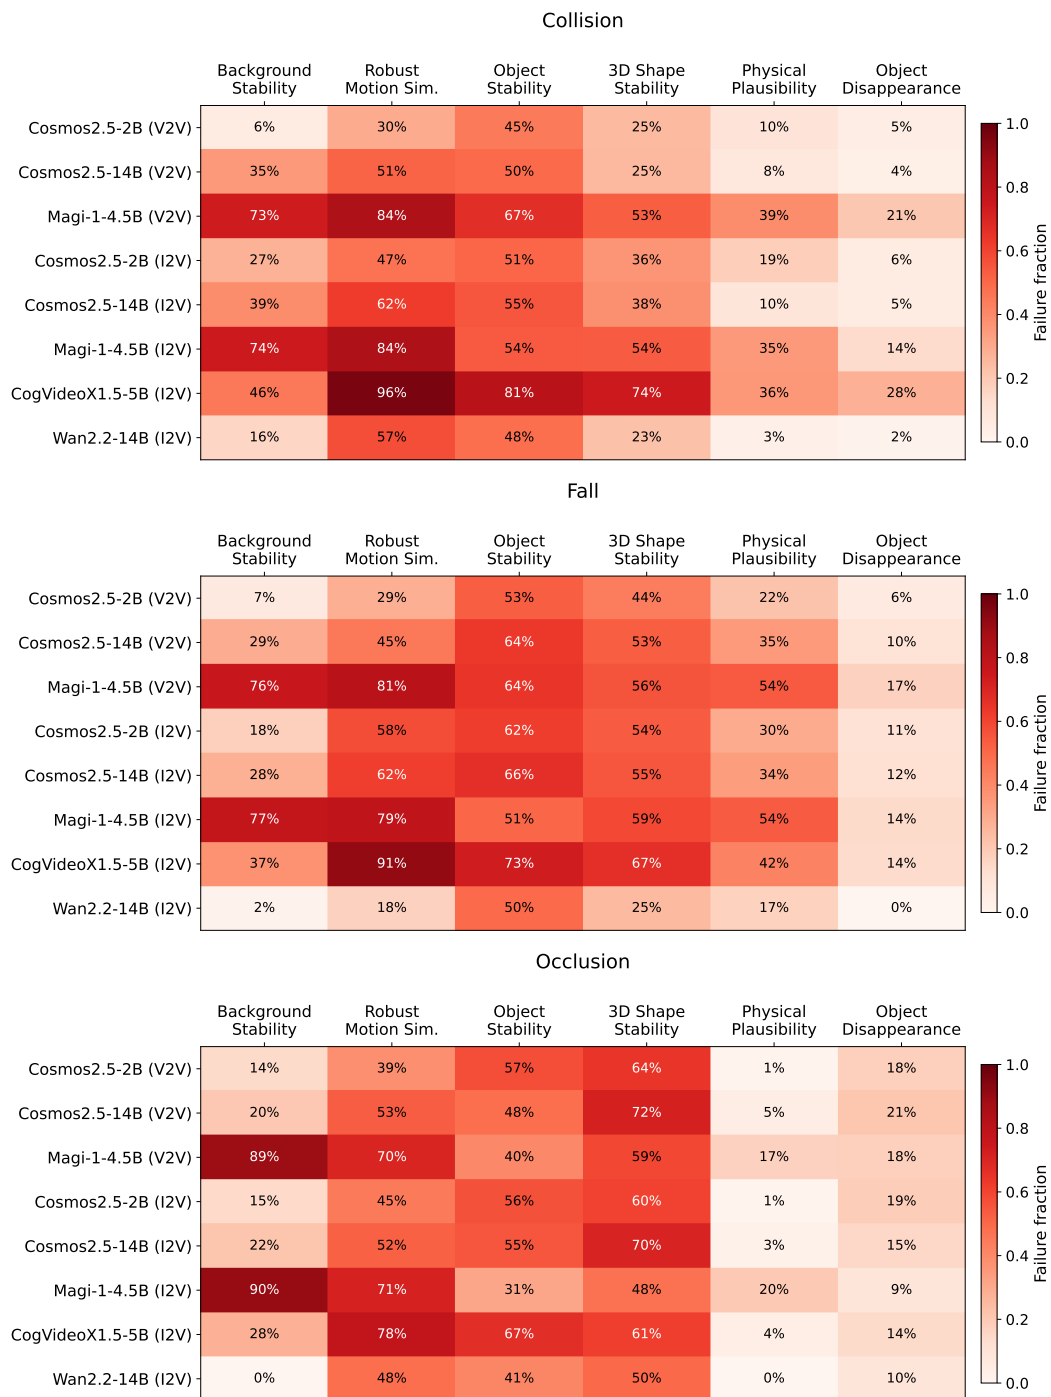 Collision
Background Robust Object 3D Shape Physical Object
Stability Motion Sim. Stability Stability Plausibility Disappearance
Cosmos2.5-2B (V2V) 6% 30% 45% 25% 10% 5%
Cosmos2.5-14B (V2V) 35% 51% 50% 25% 8% 4%
Magi-1-4.5B (V2V) 73% 84% 67% 53% 39% 21%
Cosmos2.5-2B (I2V) 27% 47% 51% 36% 19% 6%
Cosmos2.5-14B (I2V) 39% 62% 55% 38% 10% 5%
Magi-1-4.5B (I2V) 74% 84% 54% 54% 35% 14%
CogVideoX1.5-5B (I2V) 46% 96% 81% 74% 36% 28%
Wan2.2-14B (I2V) 16% 57% 48% 23% 3% 2%
1.0
0.8
0.6
0.4
0.2
0.0
Failure fraction
Fall
Background Robust Object 3D Shape Physical Object
Stability Motion Sim. Stability Stability Plausibility Disappearance
Cosmos2.5-2B (V2V) 7% 29% 53% 44% 22% 6%
Cosmos2.5-14B (V2V) 29% 45% 64% 53% 35% 10%
Magi-1-4.5B (V2V) 76% 81% 64% 56% 54% 17%
Cosmos2.5-2B (I2V) 18% 58% 62% 54% 30% 11%
Cosmos2.5-14B (I2V) 28% 62% 66% 55% 34% 12%
Magi-1-4.5B (I2V) 77% 79% 51% 59% 54% 14%
CogVideoX1.5-5B (I2V) 37% 91% 73% 67% 42% 14%
Wan2.2-14B (I2V) 2% 18% 50% 25% 17% 0%
1.0
0.8
0.6
0.4
0.2
0.0
Failure fraction
Occlusion
Background Robust Object 3D Shape Physical Object
Stability Motion Sim. Stability Stability Plausibility Disappearance
Cosmos2.5-2B (V2V) 14% 39% 57% 64% 1% 18%
Cosmos2.5-14B (V2V) 20% 53% 48% 72% 5% 21%
Magi-1-4.5B (V2V) 89% 70% 40% 59% 17% 18%
Cosmos2.5-2B (I2V) 15% 45% 56% 60% 1% 19%
Cosmos2.5-14B (I2V) 22% 52% 55% 70% 3% 15%
Magi-1-4.5B (I2V) 90% 71% 31% 48% 20% 9%
CogVideoX1.5-5B (I2V) 28% 78% 67% 61% 4% 14%
Wan2.2-14B (I2V) 0% 48% 41% 50% 0% 10%
1.0
0.8
0.6
0.4
0.2
0.0
Failure fraction